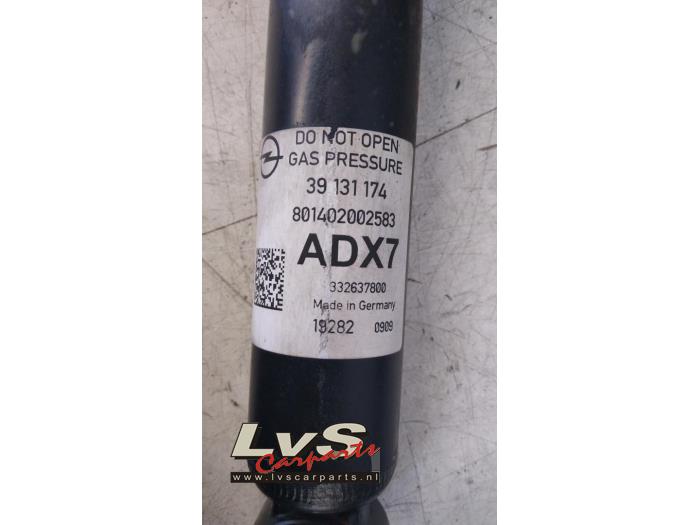 DO NOT OPEN
GAS PRESSURE
39 131 174
801402002583
ADX7
332637800
Made in Germany
19282 0909
LvS
Carparts
www.lvscarparts.nl